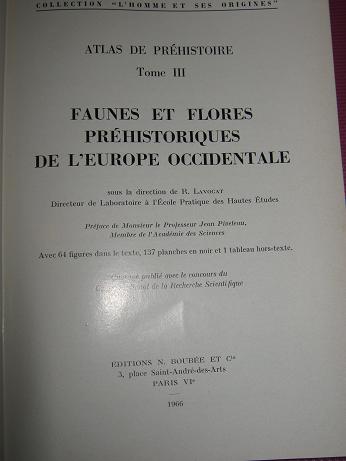 COLLECTION "L'HOMME ET SES ORIGINES"
ATLAS DE PRÉHISTOIRE
Tome III
FAUNES ET FLORES
PRÉHISTORIQUES
DE L'EUROPE OCCIDENTALE
sous la direction de R. LAVOCAT
Directeur de Laboratoire à l'École Pratique des Hautes Études
Préface de Monsieur le Professeur Jean Piveteau,
Membre de l'Académie des Sciences
Avec 64 figures dans le texte, 137 planches en noir et 1 tableau hors-texte.
publié avec le concours du
de la Recherche Scientifique
EDITIONS N. BOUBÉE ET Cie
3, place Saint-André-des-Arts
PARIS VIe
1966